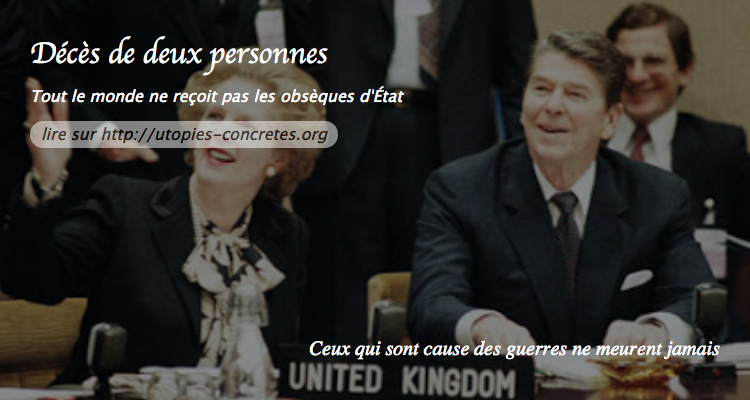 Décès de deux personnes
Tout le monde ne reçoit pas les obsèques d'État
lire sur http://utopies-concretes.org
Ceux qui sont cause des guerres ne meurent jamais
UNITED KINGDOM